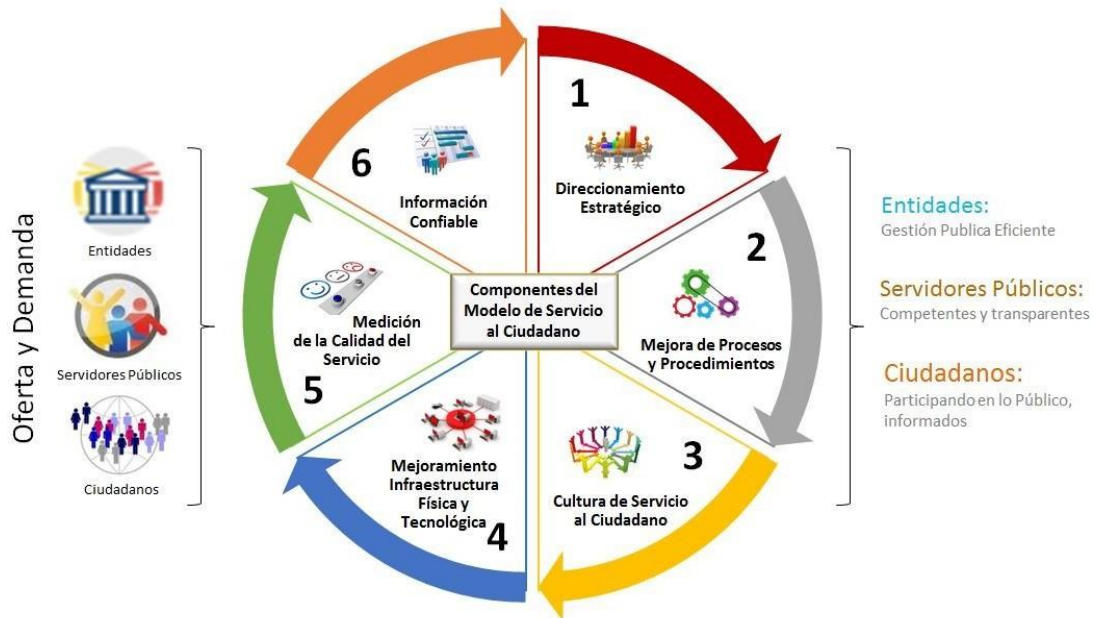 Oferta y Demanda
Entidades
Servidores Públicos
Ciudadanos
1
Direccionamiento
Estratégico
2
Mejora de Procesos
y Procedimientos
3
Cultura de Servicio
al Ciudadano
Mejoramiento
Infraestructura
Física y
Tecnológica
4
Medición
de la Calidad del
Servicio
5
6
Información
Confiable
Componentes del
Modelo de Servicio
al Ciudadano
Entidades:
Gestión Publica Eficiente
Servidores Públicos:
Competentes y transparentes
Ciudadanos:
Participando en lo Público,
informados